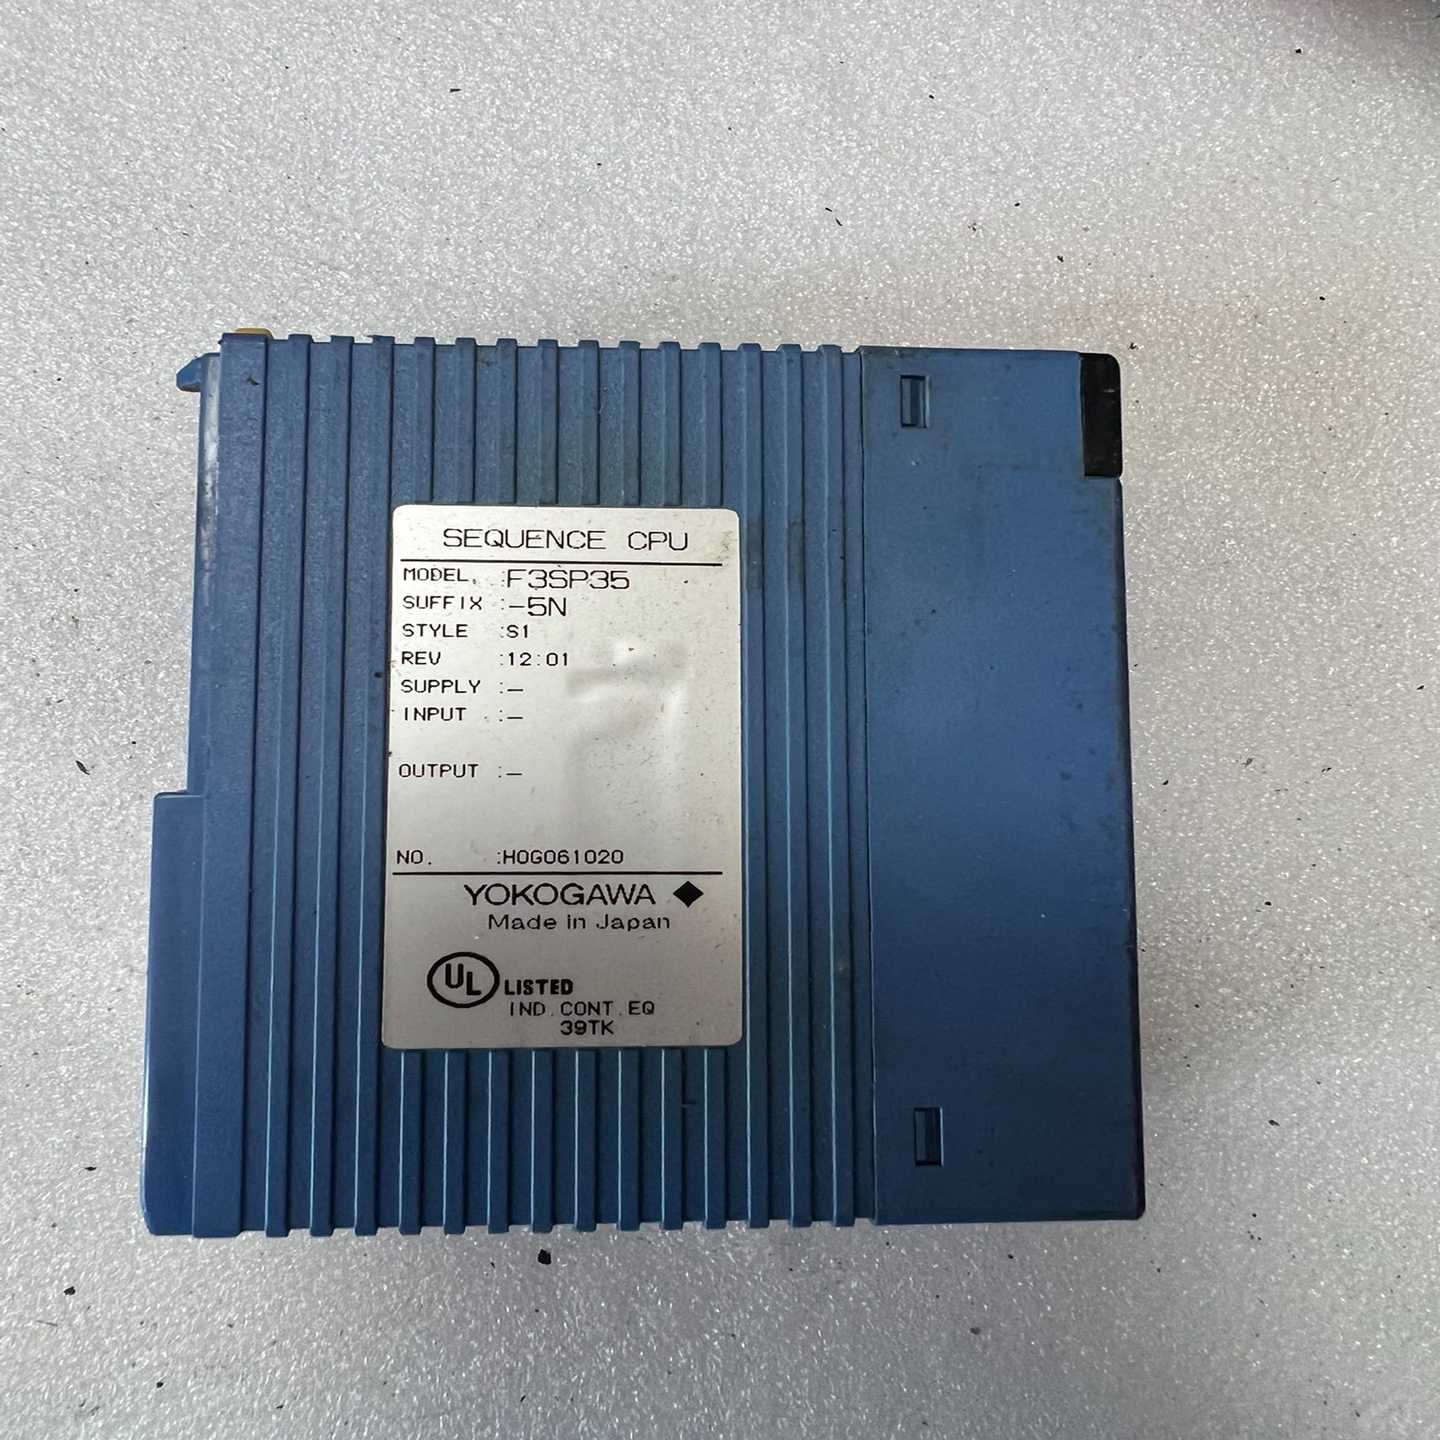 SEQUENCE CPU
MODEL :F3SP35
SUFFIX :-5N
STYLE :S1
REV :12:01
SUPPLY :-
INPUT :-
OUTPUT :-
NO. :H0G061020
YOKOGAWA ◆
Made in Japan
UL LISTED
IND.CONT.EQ
39TK